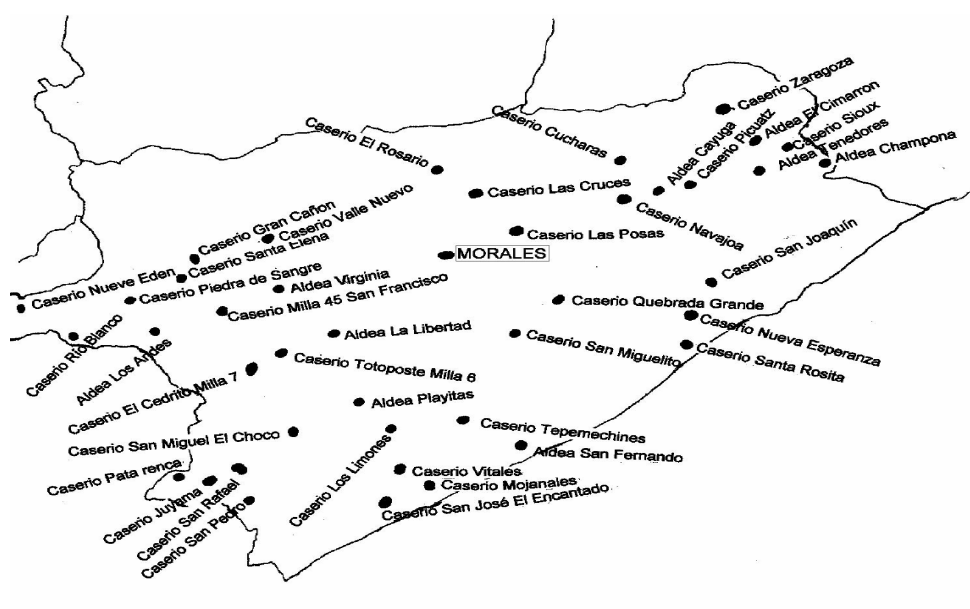 Caserio Zaragoza
Aldea El Cimarron
Caserio Sioux
Aldea Cayuga
Caserio Picuatz
Aldea Tenedores
Aldea Champona
Caserio Cucharas
Caserio El Rosario
Caserio Las Cruces
Caserio Navajoa
Caserio Gran Cañon
Caserio Valle Nuevo
Caserio Las Posas
Caserio Santa Elena
MORALES
Caserio San Joaquín
Caserio Nueve Eden
Caserio Piedra de Sangre
Aldea Virginia
Caserio Milla 45 San Francisco
Caserio Quebrada Grande
Caserio Nueva Esperanza
Caserio Rio Blanco
Aldea Los Andes
Aldea La Libertad
Caserio San Miguelito
Caserio Santa Rosita
Caserio Totoposte Milla 6
Caserio El Cedrito Milla 7
Aldea Playitas
Caserio San Miguel El Choco
Caserio Tepemechines
Aldea San Fernando
Caserio Los Limones
Caserio Pata renca
Caserio Vitales
Caserio Juyama
Caserio Mojanales
Caserio San Rafael
Caserio San José El Encantado
Caserio San Pedro